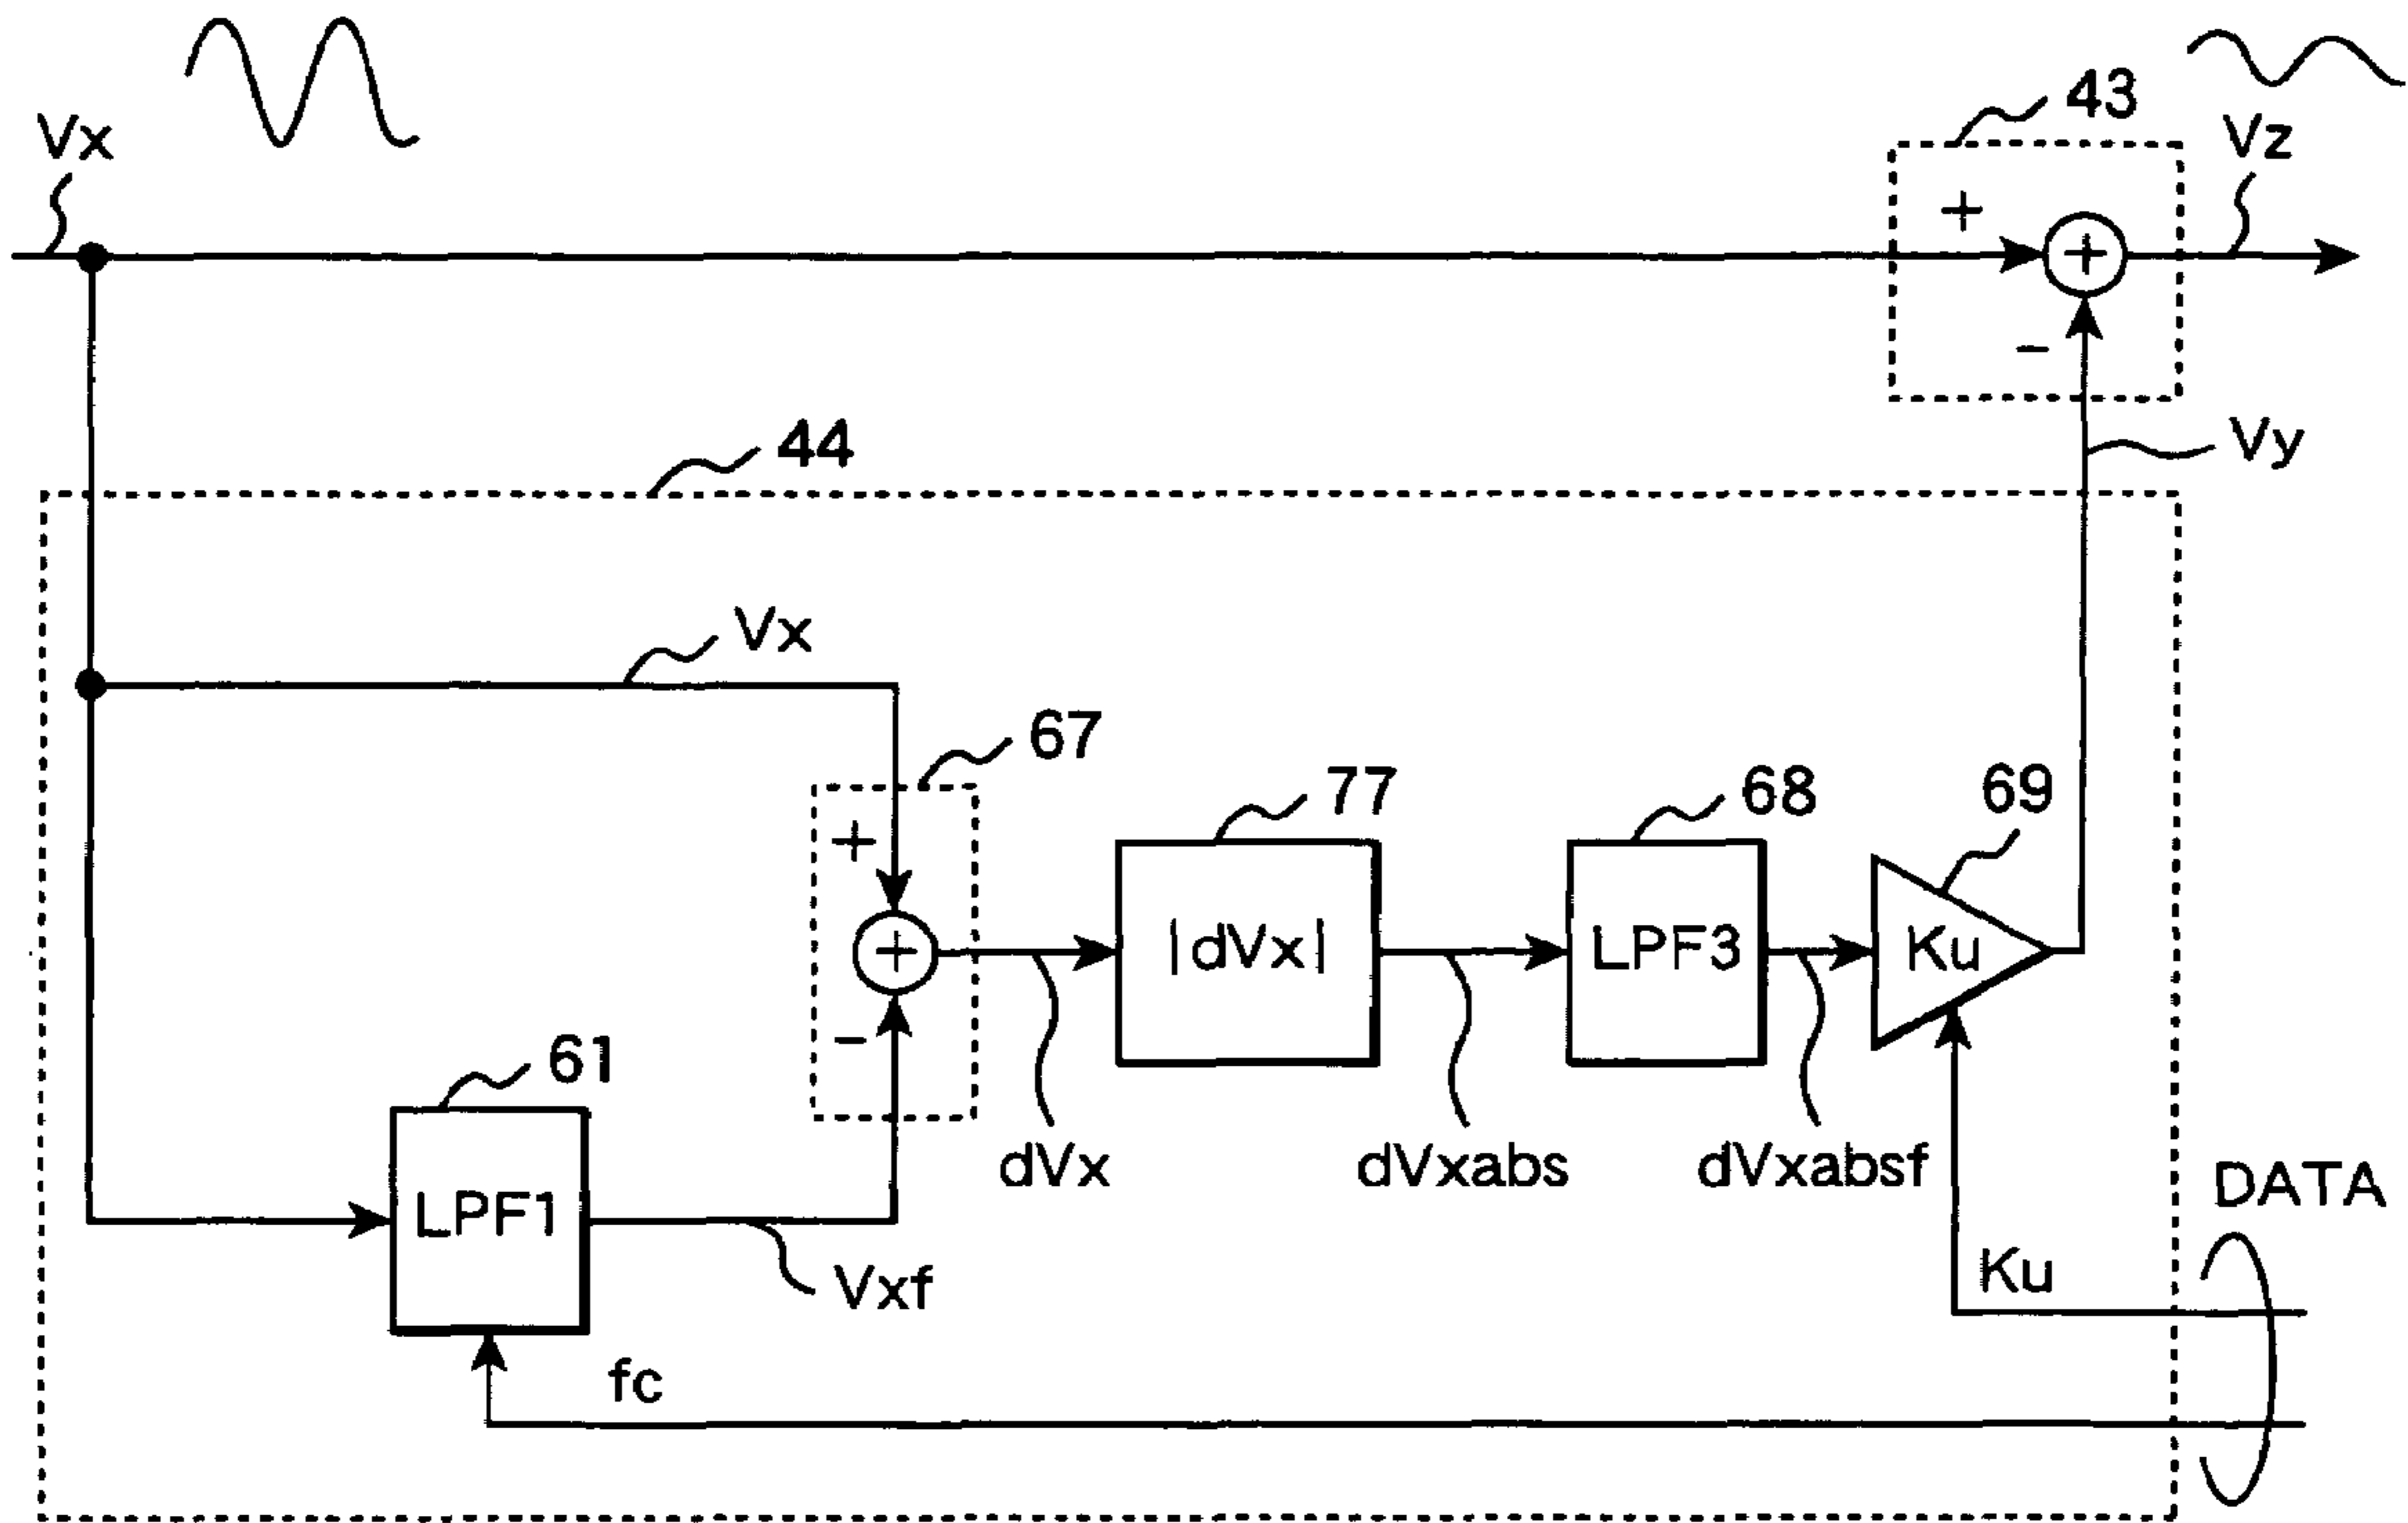 Vx
43
Vz
+
+
-
Vy
44
Vx
67
77
68
69
+
+
-
|dVx|
LPF3
Ku
61
LPF1
dVx
dVxabs
dVxabsf
DATA
Vxf
Ku
fc